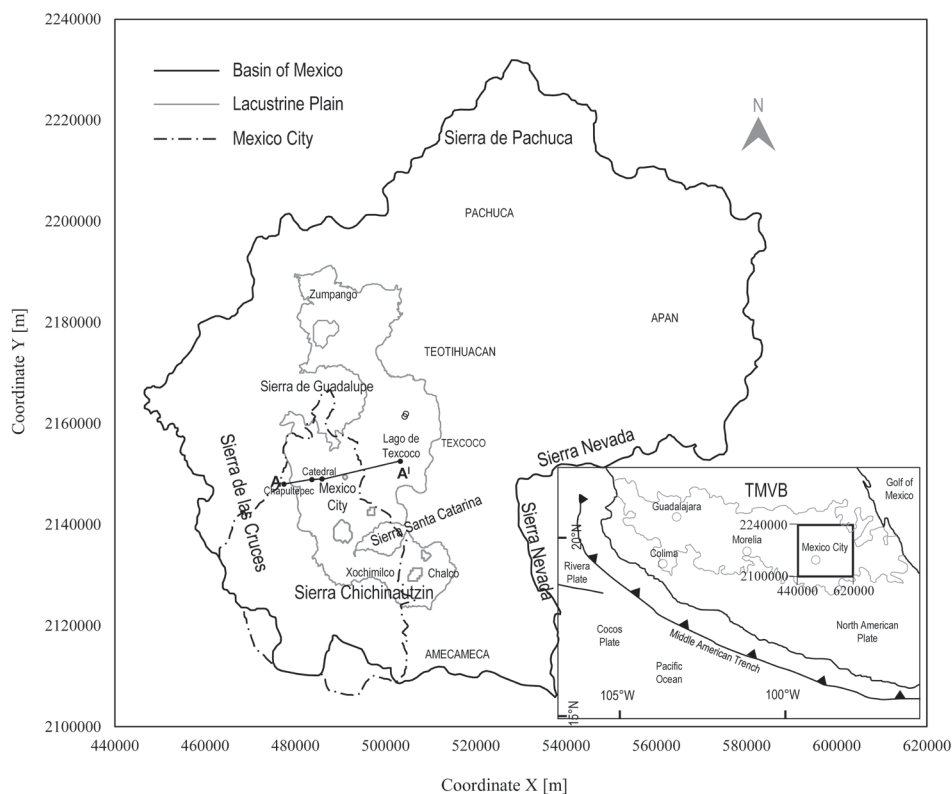 2240000
2220000
2200000
2180000
2160000
2140000
2120000
2100000
Coordinate Y [m]
Basin of Mexico
Lacustrine Plain
Mexico City
N
Sierra de Pachuca
PACHUCA
Zumpango
APAN
TEOTIHUACAN
Sierra de Guadalupe
Lago de
Texcoco
TEXCOCO
Sierra Nevada
Sierra de las Cruces
A
Chapultepec
Catedral
A'
Mexico
City
Sierra Santa Catarina
Sierra Nevada
Xochimilco
Chalco
Sierra Chichinautzin
AMECAMECA
TMVB
Golf of
Mexico
Guadalajara
2240000
20°N
Morelia
Mexico City
Colima
Rivera
Plate
2100000
440000
620000
Cocos
Plate
Middle American Trench
North American
Plate
Pacific
Ocean
105°W
100°W
15°N
440000
460000
480000
500000
520000
540000
560000
580000
600000
620000
Coordinate X [m]